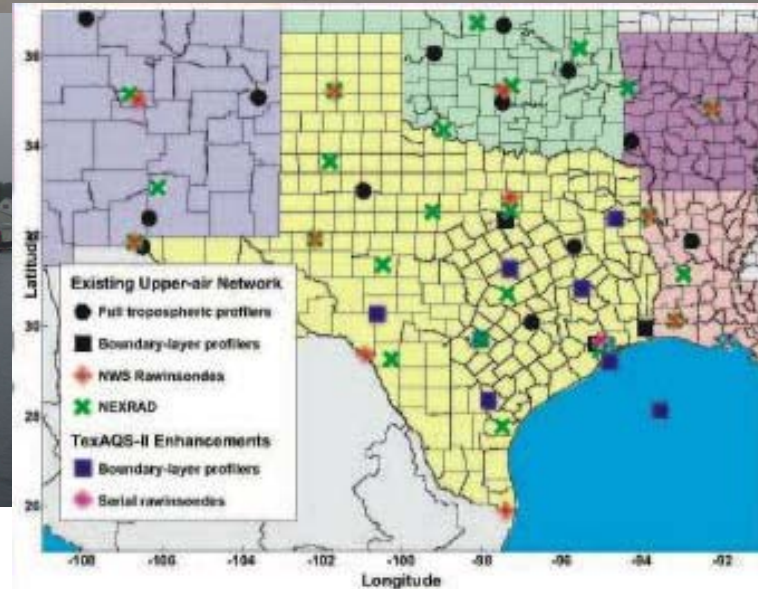 36
34
32
30
28
26
Latitude
Existing Upper-air Network
Full tropospheric profilers
Boundary-layer profilers
NWS Rawinsondes
NEXRAD
TexAQS-II Enhancements
Boundary-layer profilers
Serial rawinsondes
-108
-106
-104
-102
-100
-98
-96
-94
-92
Longitude